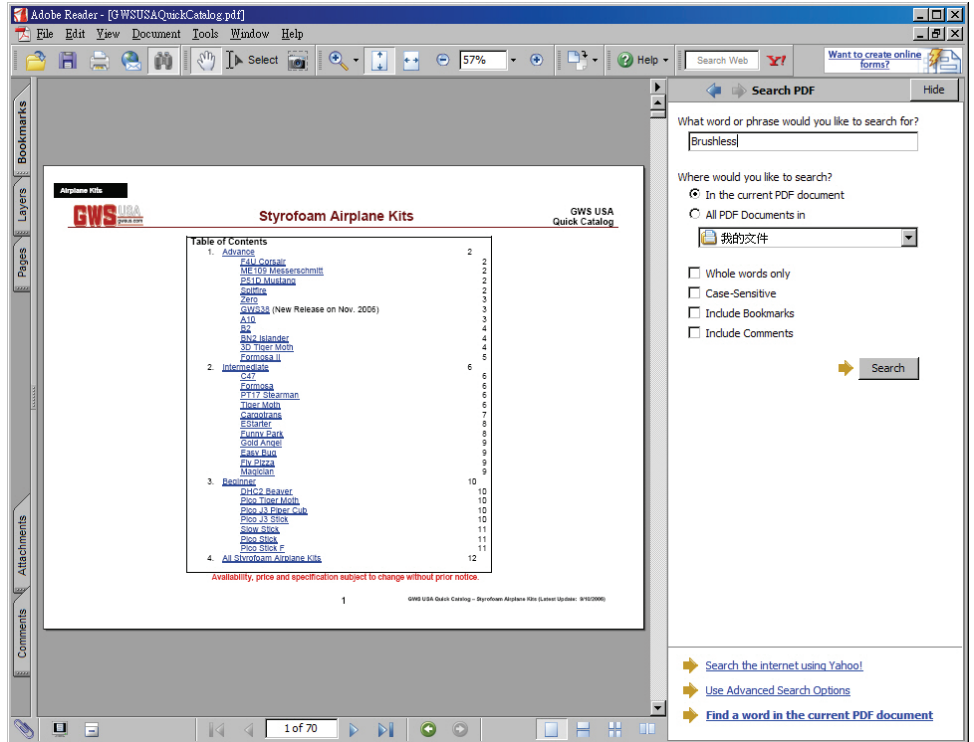 Adobe Reader - [GWSUSAQuickCatalog.pdf]
File Edit View Document Tools Window Help
Select 57% Help Search Web Y! Want to create online forms?
Bookmarks
Layers
Pages
Attachments
Comments
Airplane Kits
GWS USA
Styrofoam Airplane Kits
GWS USA
Quick Catalog
Table of Contents
1. Advance 2
F4U Corsair 2
ME109 Messerschmitt 2
P51D Mustang 2
Spitfire 2
Zero 3
GWS38 (New Release on Nov. 2006) 3
A10 3
B2 4
BN2 Islander 4
3D Tiger Moth 4
Formosa II 5
2. Intermediate 6
C47 6
Formosa 6
PT17 Stearman 6
Tiger Moth 6
Cargotrans 7
EStarter 8
Funny Park 8
Gold Angel 9
Easy Bug 9
Fly Pizza 9
Magician 9
3. Beginner 10
DHC2 Beaver 10
Pico Tiger Moth 10
Pico J3 Piper Cub 10
Pico J3 Stick 10
Slow Stick 11
Pico Stick 11
Pico Stick F 11
4. All Styrofoam Airplane Kits 12
Availability, price and specification subject to change without prior notice.
1 GWS USA Quick Catalog – Styrofoam Airplane Kits (Latest Update: 9/10/2006)
1 of 70
Search PDF Hide
What word or phrase would you like to search for?
Brushless
Where would you like to search?
In the current PDF document
All PDF Documents in
我的文件
Whole words only
Case-Sensitive
Include Bookmarks
Include Comments
Search
Search the internet using Yahoo!
Use Advanced Search Options
Find a word in the current PDF document